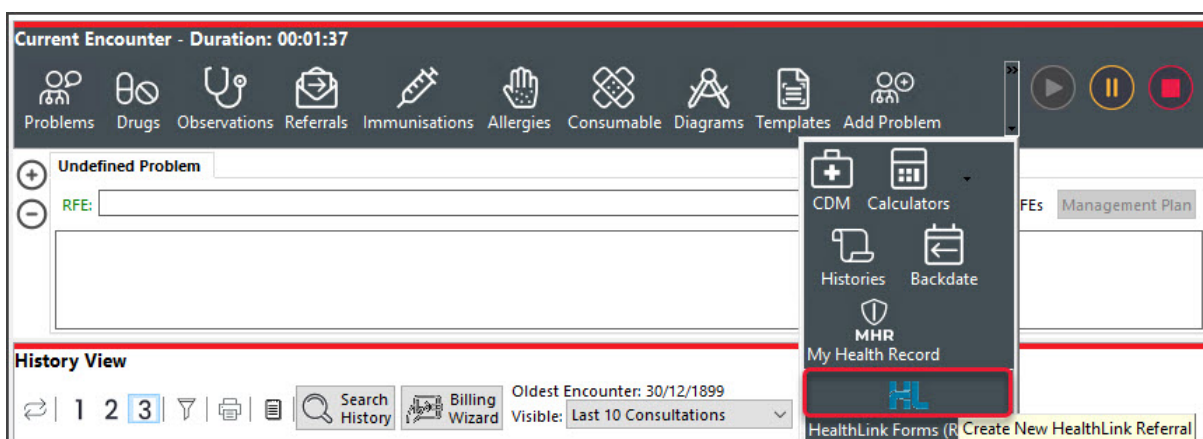 Current Encounter - Duration: 00:01:37
Problems Drugs Observations Referrals Immunisations Allergies Consumable Diagrams Templates Add Problem
Undefined Problem
RFE:
FEs Management Plan
CDM Calculators
Histories Backdate
MHR
My Health Record
HL
HealthLink Forms (R
Create New HealthLink Referral
History View
1 2 3
Search History
Billing Wizard
Oldest Encounter: 30/12/1899
Visible: Last 10 Consultations